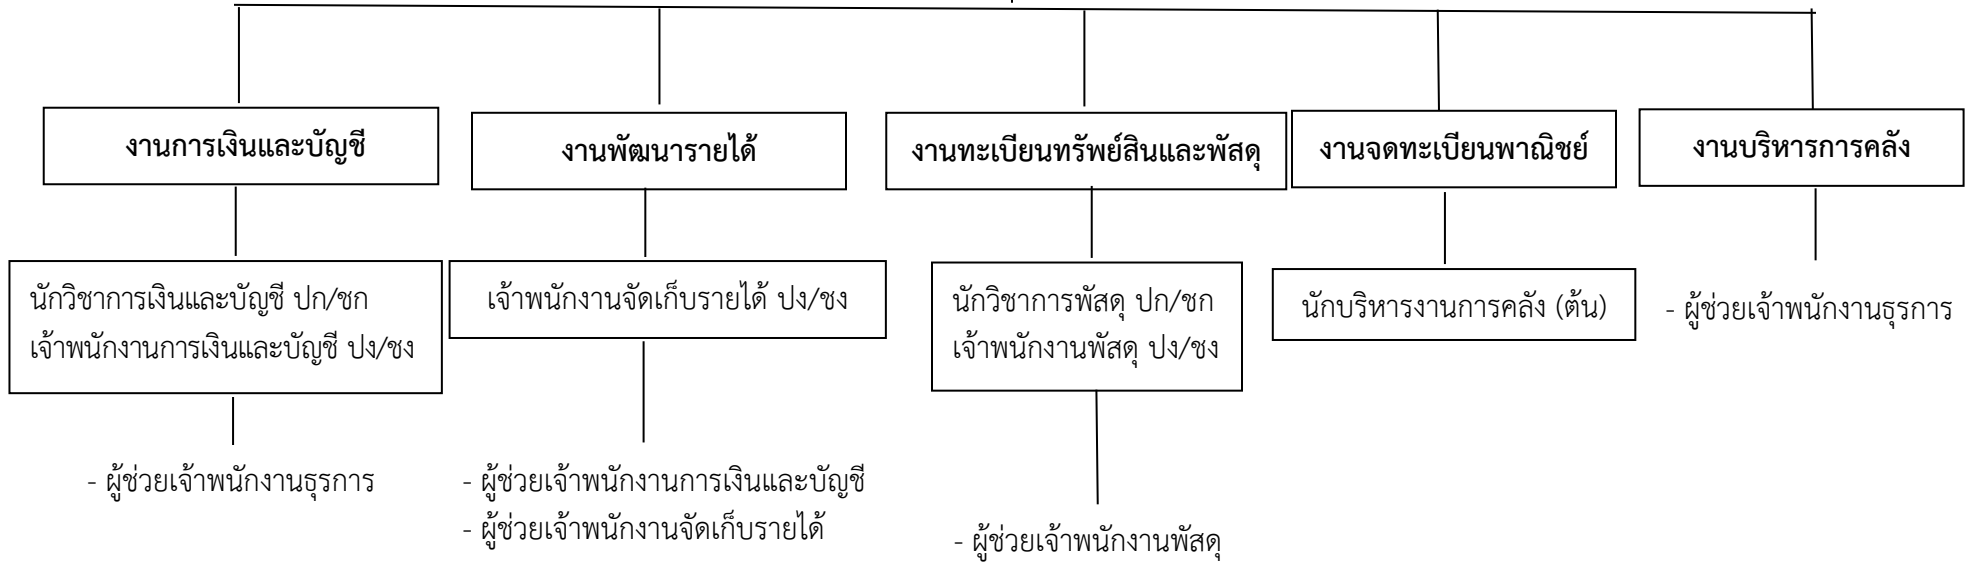 งานการเงินและบัญชี
งานพัฒนารายได้
งานทะเบียนทรัพย์สินและพัสดุ
งานจดทะเบียนพาณิชย์
งานบริหารการคลัง
นักวิชาการเงินและบัญชี ปก/ชก
เจ้าพนักงานการเงินและบัญชี ปง/ชง
เจ้าพนักงานจัดเก็บรายได้ ปง/ชง
นักวิชาการพัสดุ ปก/ชก
เจ้าพนักงานพัสดุ ปง/ชง
นักบริหารงานการคลัง (ต้น)
- ผู้ช่วยเจ้าพนักงานธุรการ
- ผู้ช่วยเจ้าพนักงานธุรการ
- ผู้ช่วยเจ้าพนักงานการเงินและบัญชี
- ผู้ช่วยเจ้าพนักงานจัดเก็บรายได้
- ผู้ช่วยเจ้าพนักงานพัสดุ